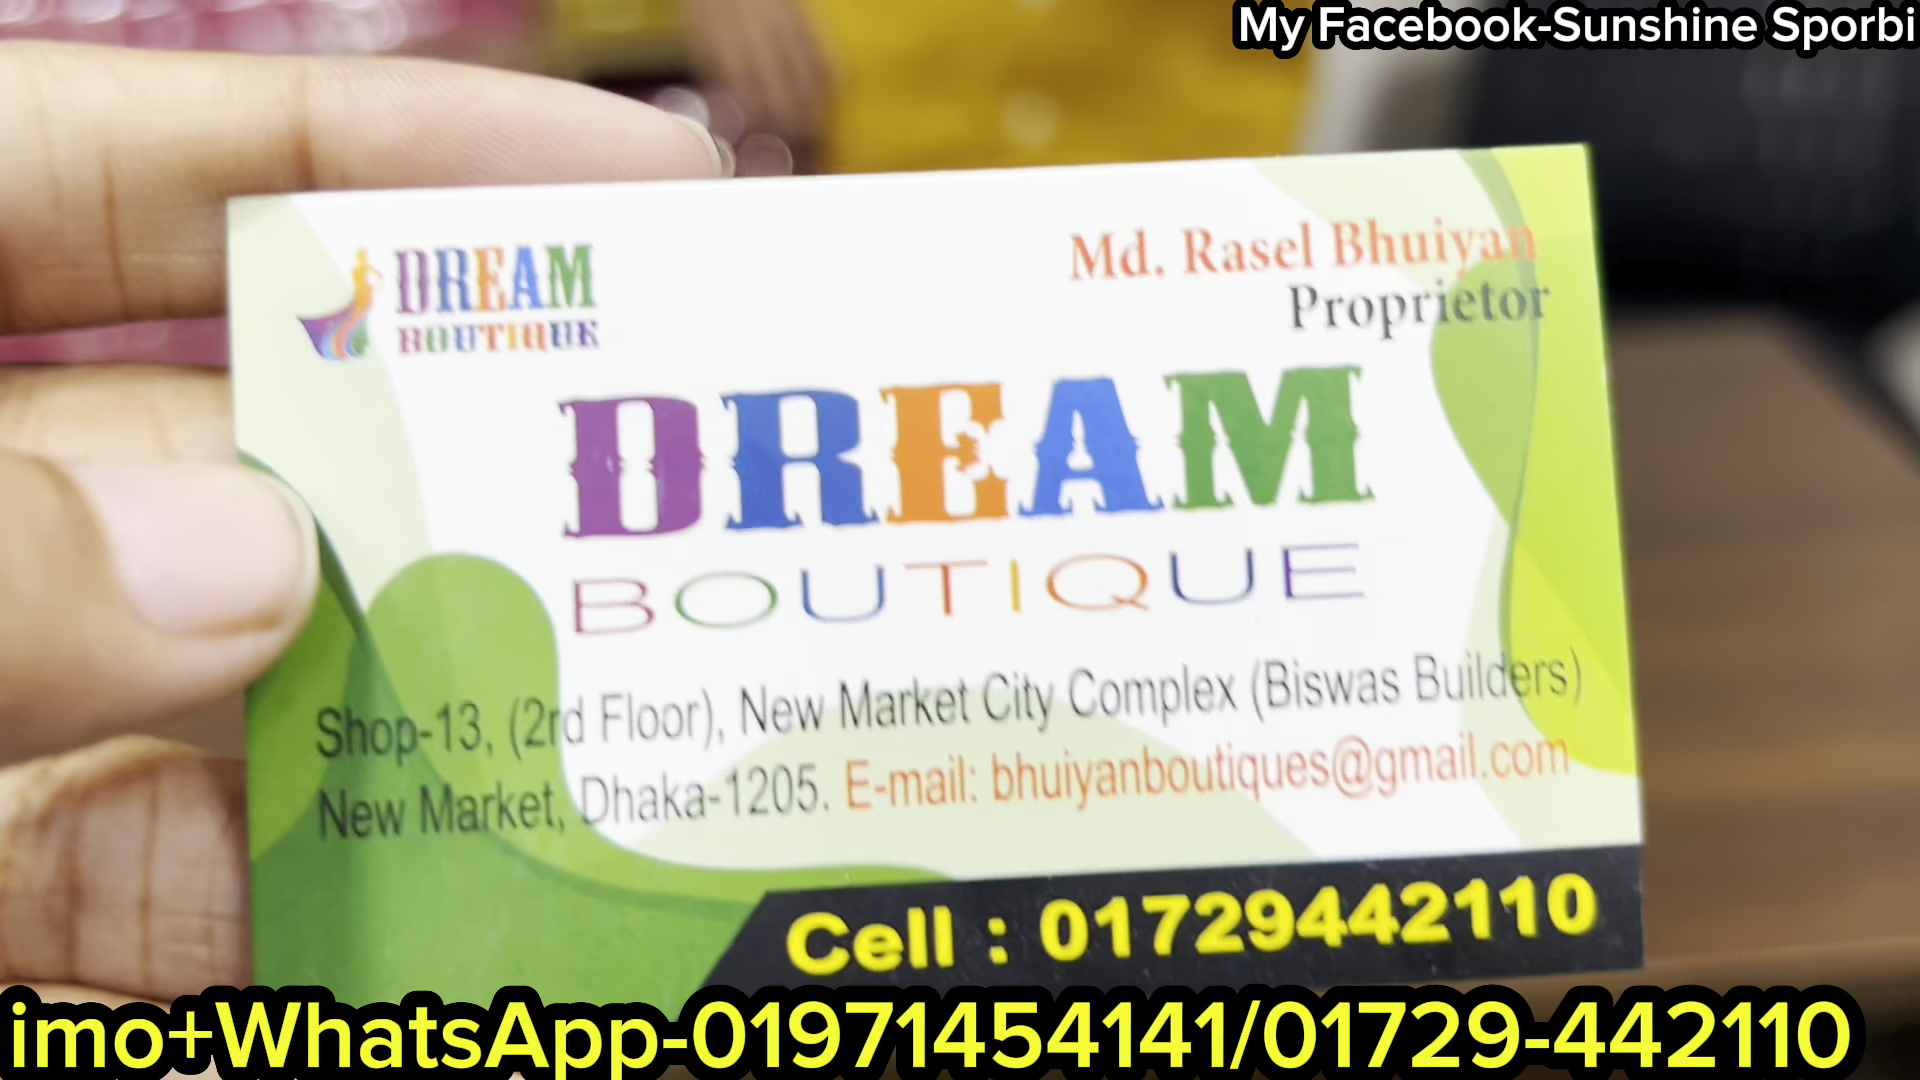 My Facebook-Sunshine Sporbi
DREAM
BOUTIQUE
Md. Rasel Bhuiyan
Proprietor
DREAM
BOUTIQUE
Shop-13, (2rd Floor), New Market City Complex (Biswas Builders)
New Market, Dhaka-1205. E-mail: bhuiyanboutiques@gmail.com
Cell : 01729442110
imo+WhatsApp-01971454141/01729-442110